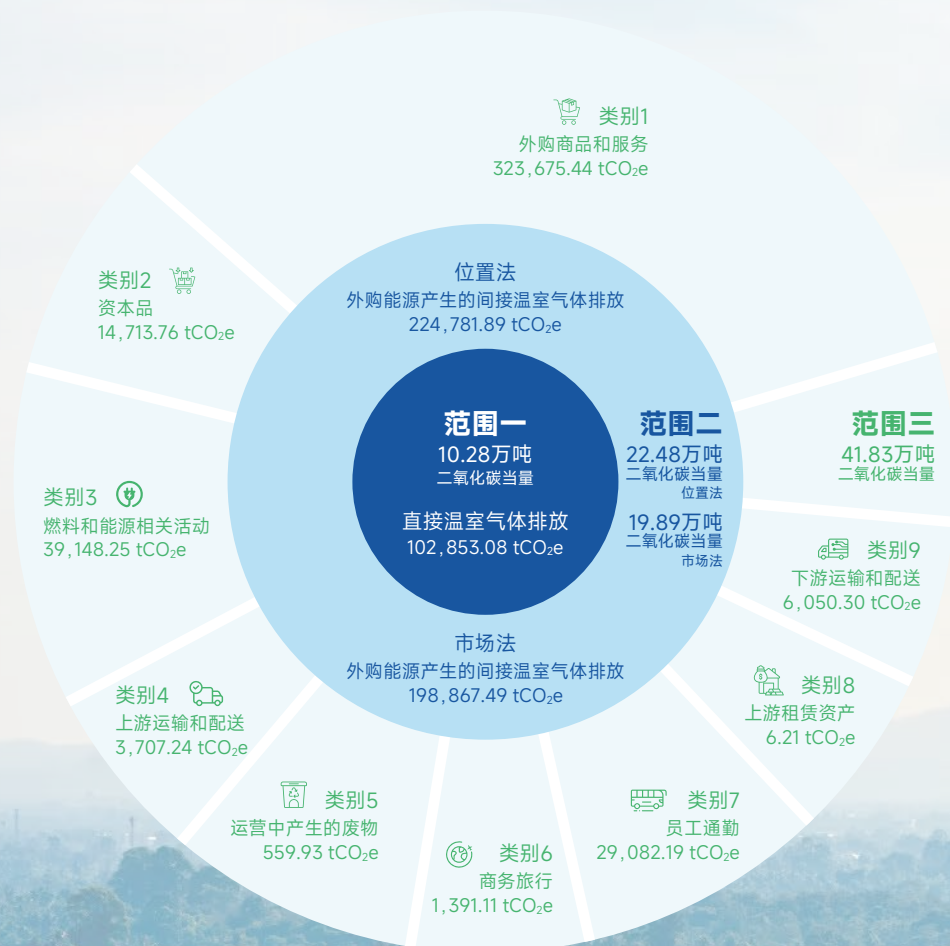 类别1
外购商品和服务
323,675.44 tCO₂e
类别2
资本品
14,713.76 tCO₂e
位置法
外购能源产生的间接温室气体排放
224,781.89 tCO₂e
范围一
10.28万吨
二氧化碳当量
直接温室气体排放
102,853.08 tCO₂e
范围二
22.48万吨
二氧化碳当量
位置法
19.89万吨
二氧化碳当量
市场法
范围三
41.83万吨
二氧化碳当量
类别3
燃料和能源相关活动
39,148.25 tCO₂e
类别9
下游运输和配送
6,050.30 tCO₂e
市场法
外购能源产生的间接温室气体排放
198,867.49 tCO₂e
类别4
上游运输和配送
3,707.24 tCO₂e
类别8
上游租赁资产
6.21 tCO₂e
类别5
运营中产生的废物
559.93 tCO₂e
类别6
商务旅行
1,391.11 tCO₂e
类别7
员工通勤
29,082.19 tCO₂e